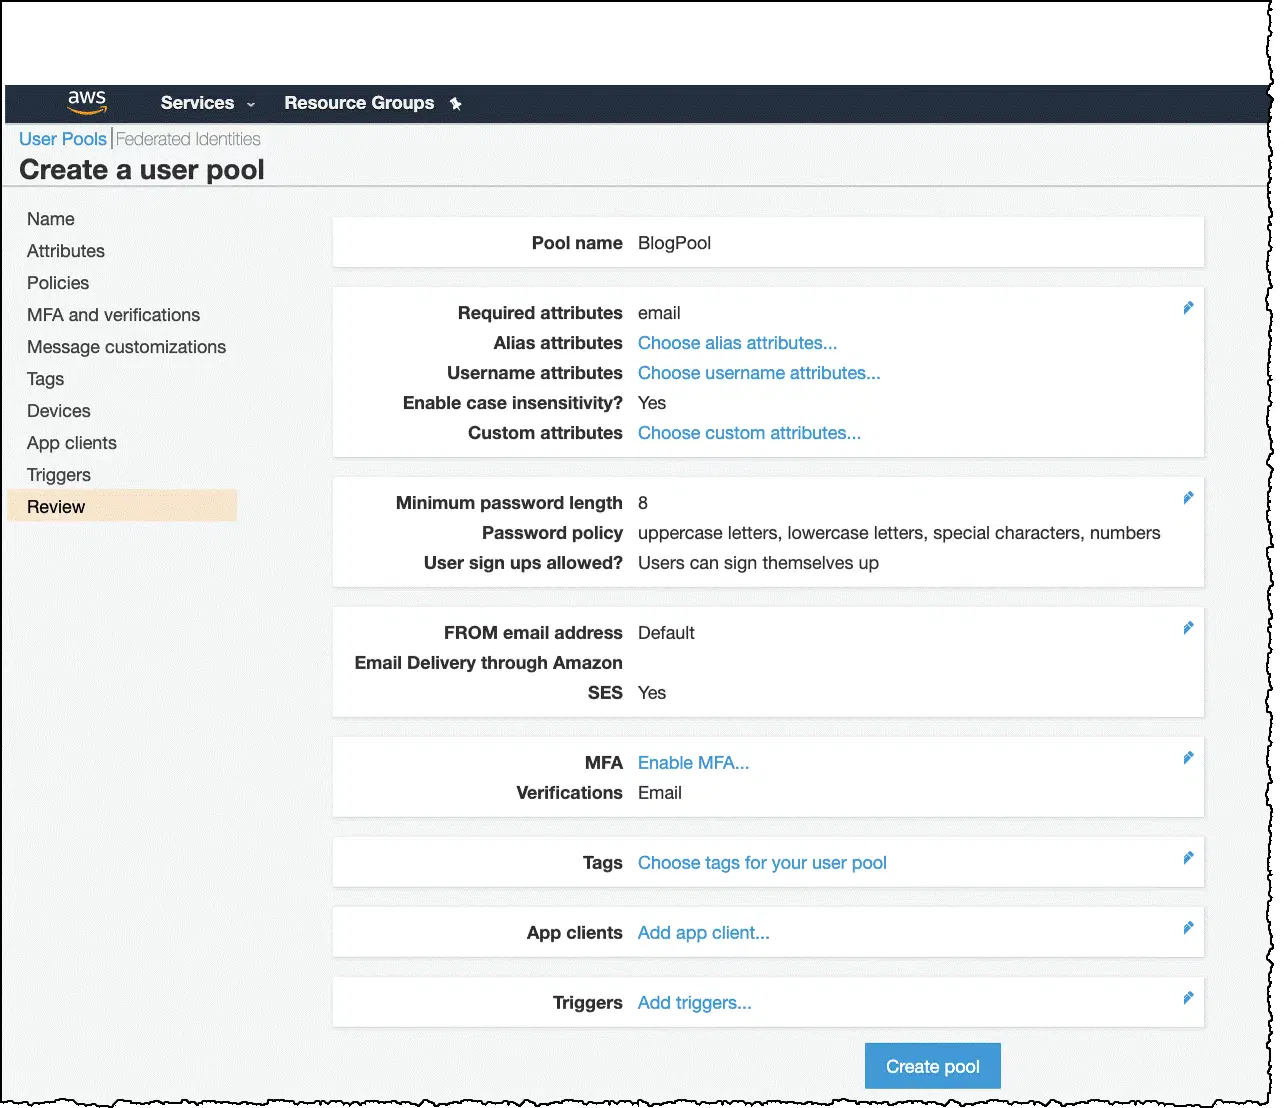 aws Services Resource Groups
User Pools | Federated Identities
Create a user pool
Name
Attributes
Policies
MFA and verifications
Message customizations
Tags
Devices
App clients
Triggers
Review
Pool name BlogPool
Required attributes email
Alias attributes Choose alias attributes...
Username attributes Choose username attributes...
Enable case insensitivity? Yes
Custom attributes Choose custom attributes...
Minimum password length 8
Password policy uppercase letters, lowercase letters, special characters, numbers
User sign ups allowed? Users can sign themselves up
FROM email address Default
Email Delivery through Amazon
SES Yes
MFA Enable MFA...
Verifications Email
Tags Choose tags for your user pool
App clients Add app client...
Triggers Add triggers...
Create pool